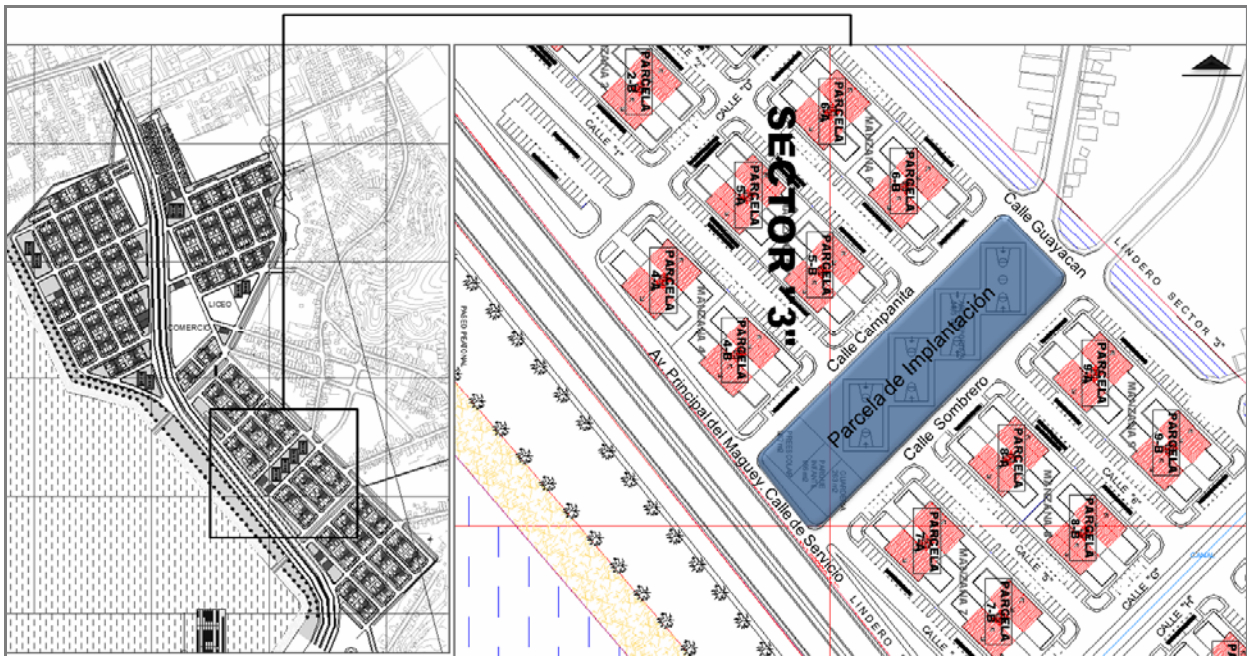 LICEO
COMERCIO
SECTOR "3"
PARCELA
2-B
PARCELA
6-A
MANZANA 6
PARCELA
6-B
PARCELA
5-A
PARCELA
5-B
PARCELA
4-A
MANZANA 4
PARCELA
4-B
CALLE "D"
CALLE "I"
Calle Guayacan
LINDERO SECTOR 3"
Calle Campanita
Parcela de Implantación
Calle Sombrero
Av. Principal del Maguey
Calle de Servicio
PASEO PEATONAL
LINDERO
PARCELA
9-A
MANZANA 9
PARCELA
9-B
PARCELA
8-A
MANZANA 8
PARCELA
8-B
PARCELA
7-A
MANZANA 7
PARCELA
7-B
CALLE "G"
CALLE "H"
PARCELA